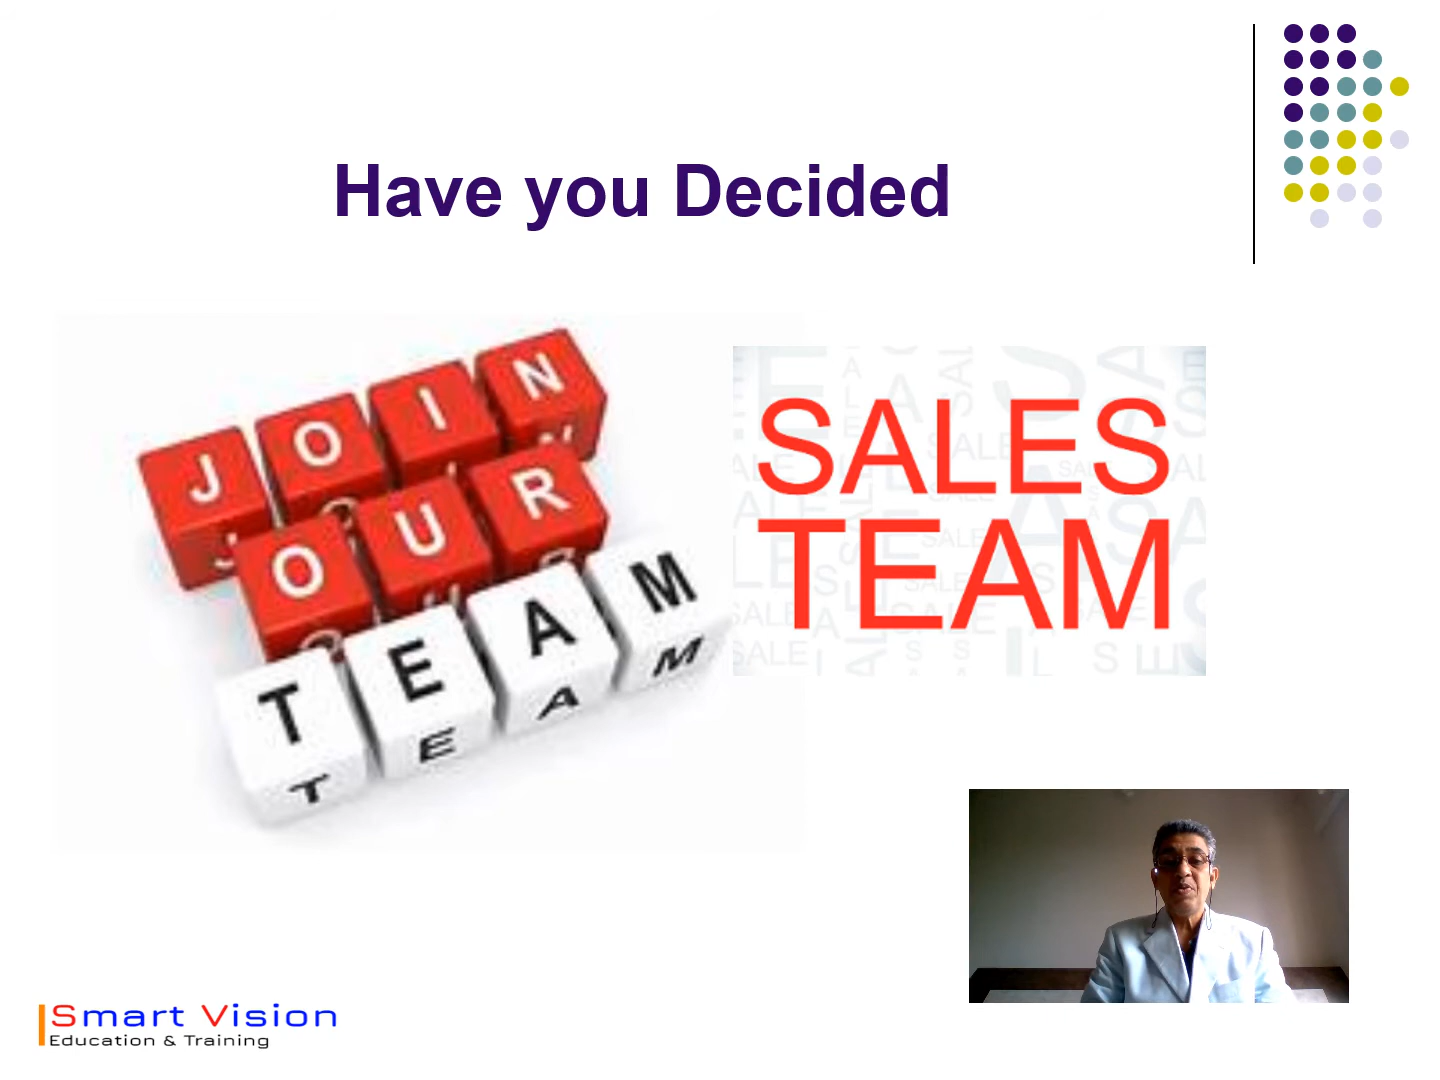 Have you Decided
JOIN
OUR
TEAM
SALES
TEAM
Smart Vision
Education & Training